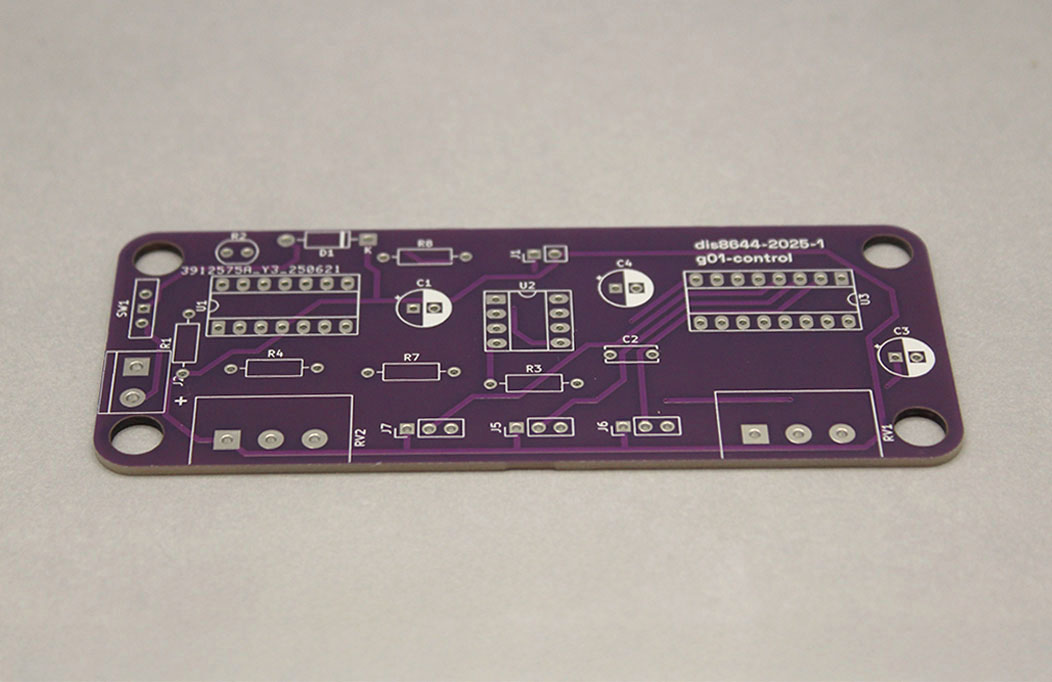 R2
D1
K
R8
J1
dis8644-2025-1
g01-control
3912575A_Y3_250621
C4
SW1
U1
C1
U2
U3
R1
C2
C3
R4
R7
R3
J2
+
RV2
J7
J5
J6
RV1